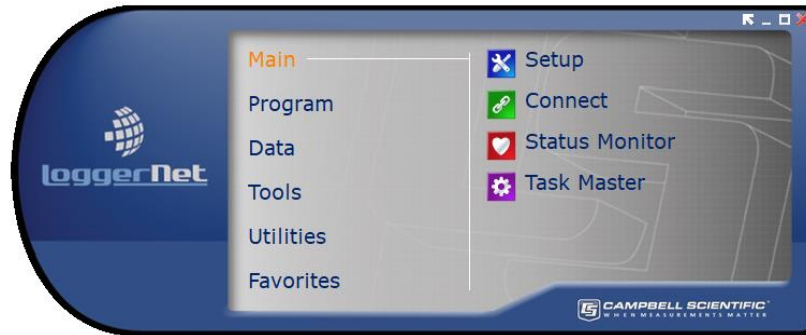 Main
Program
Data
Tools
Utilities
Favorites
Setup
Connect
Status Monitor
Task Master
LoggerNet
CAMPBELL SCIENTIFIC
WHEN MEASUREMENTS MATTER